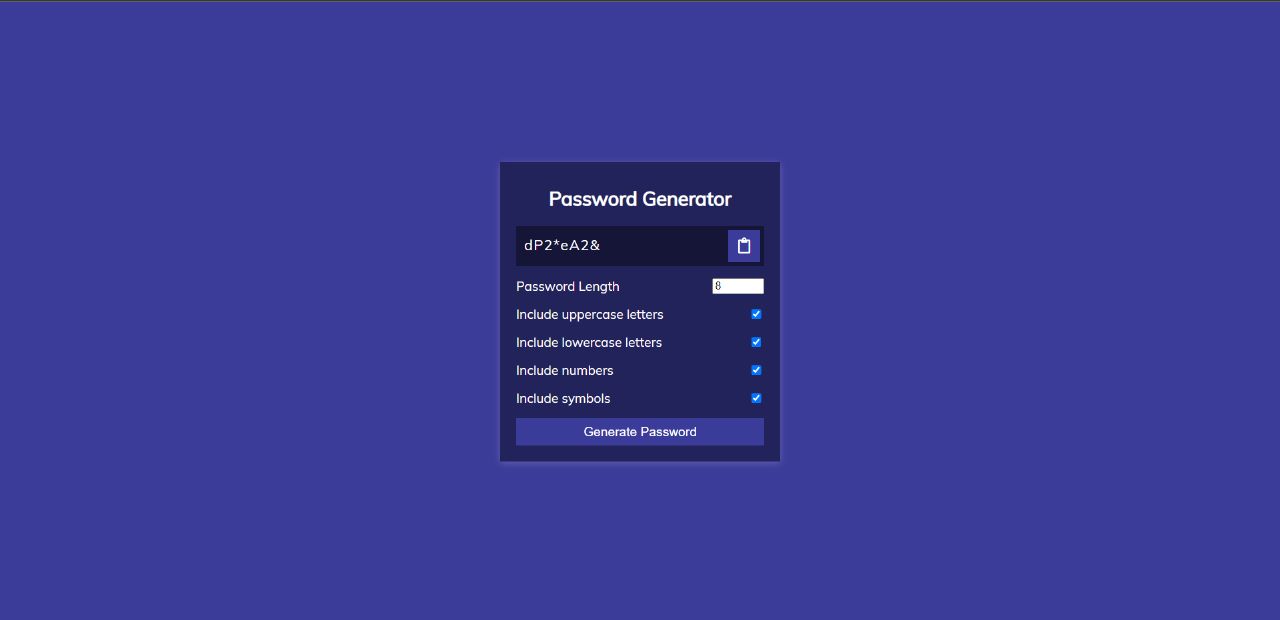 Password Generator
dP2*eA2&
Password Length 8
Include uppercase letters
Include lowercase letters
Include numbers
Include symbols
Generate Password